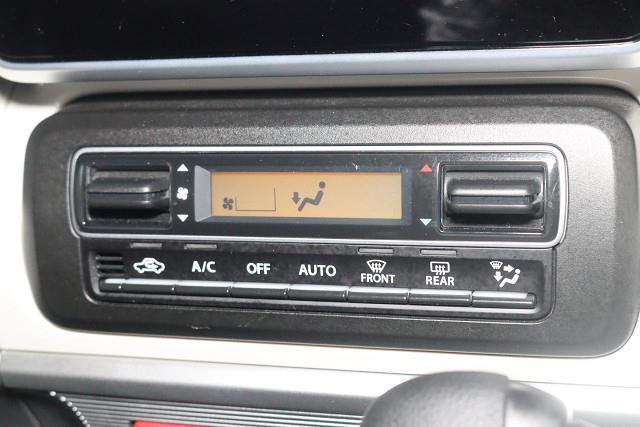 A/C OFF AUTO FRONT REAR